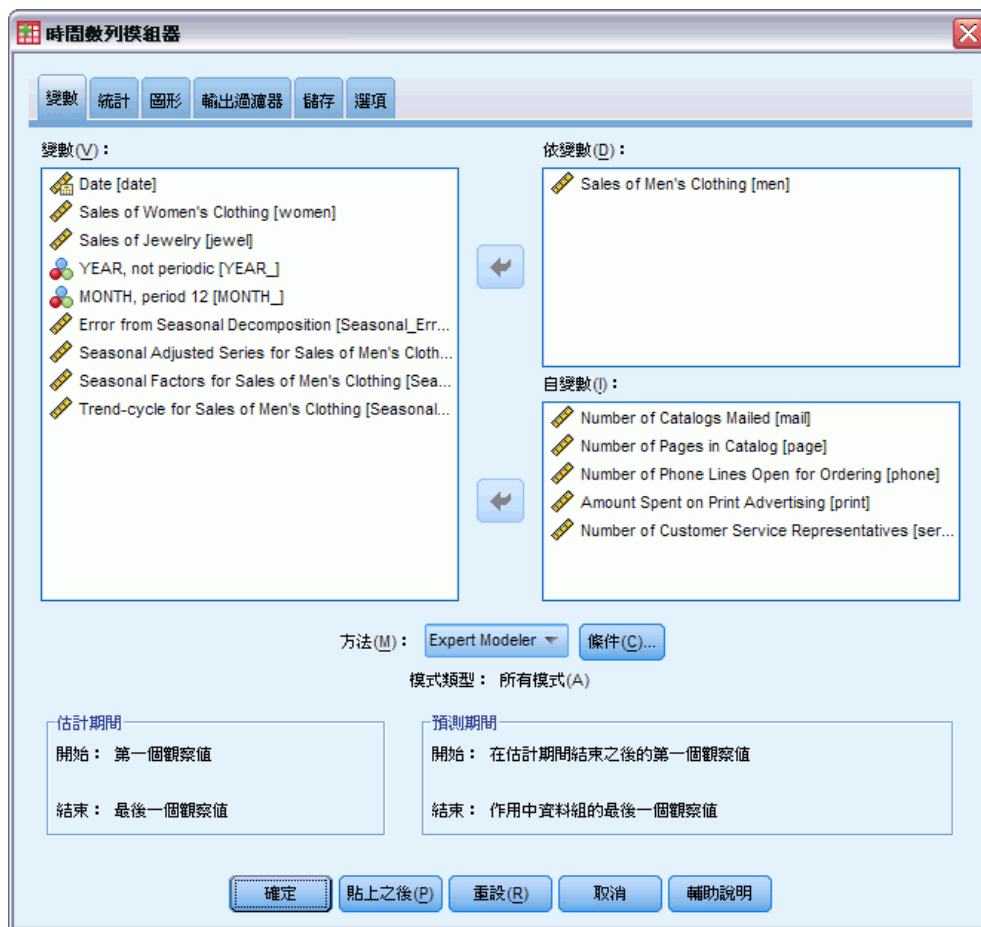 時間數列模組器
變數 統計 圖形 輸出過濾器 儲存 選項
變數(V)：
Date [date]
Sales of Women's Clothing [women]
Sales of Jewelry [jewel]
YEAR, not periodic [YEAR_]
MONTH, period 12 [MONTH_]
Error from Seasonal Decomposition [Seasonal_Err...
Seasonal Adjusted Series for Sales of Men's Cloth...
Seasonal Factors for Sales of Men's Clothing [Sea...
Trend-cycle for Sales of Men's Clothing [Seasonal...
依變數(D)：
Sales of Men's Clothing [men]
自變數(I)：
Number of Catalogs Mailed [mail]
Number of Pages in Catalog [page]
Number of Phone Lines Open for Ordering [phone]
Amount Spent on Print Advertising [print]
Number of Customer Service Representatives [ser...
方法(M)： Expert Modeler 條件(C)...
模式類型： 所有模式(A)
估計期間
開始： 第一個觀察值
結束： 最後一個觀察值
預測期間
開始： 在估計期間結束之後的第一個觀察值
結束： 作用中資料組的最後一個觀察值
確定 貼上之後(P) 重設(R) 取消 輔助說明